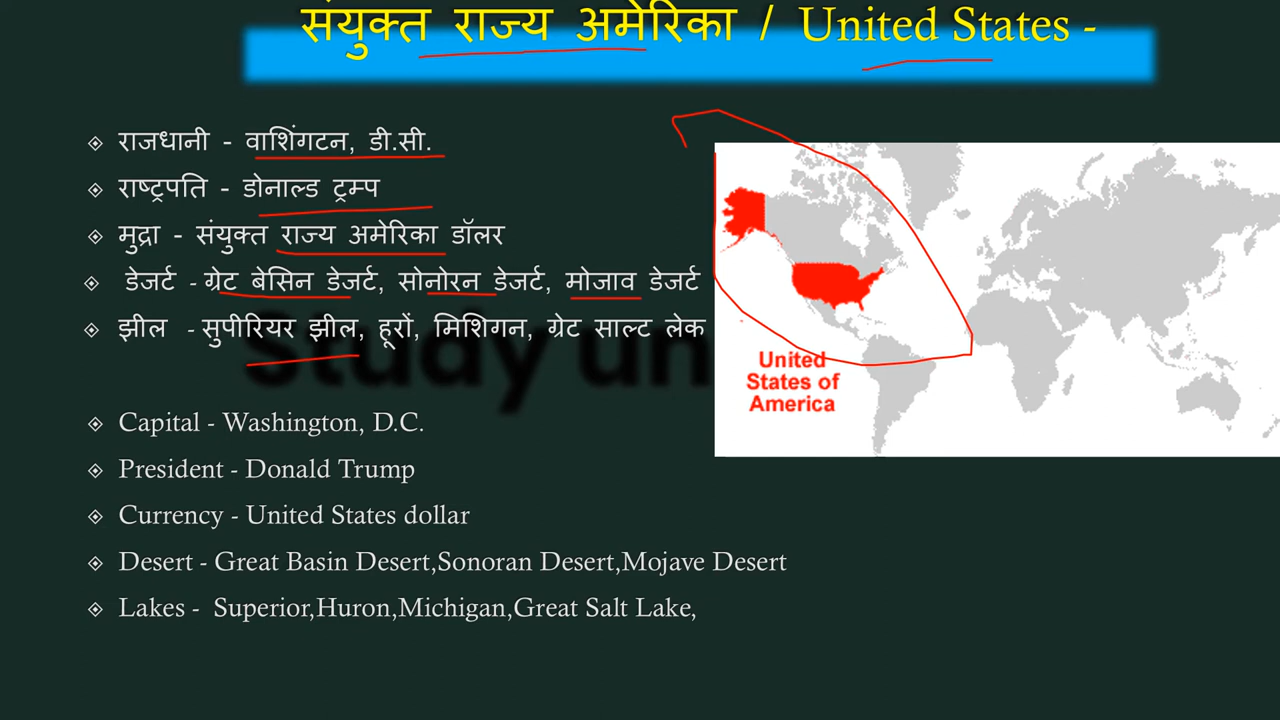 संयुक्त राज्य अमेरिका / United States -
राजधानी - वाशिंगटन, डी.सी.
राष्ट्रपति - डोनाल्ड ट्रम्प
मुद्रा - संयुक्त राज्य अमेरिका डॉलर
डेजर्ट - ग्रेट बेसिन डेजर्ट, सोनोरन डेजर्ट, मोजाव डेजर्ट
झील - सुपीरियर झील, हूरों, मिशिगन, ग्रेट साल्ट लेक
United
States of
America
Capital - Washington, D.C.
President - Donald Trump
Currency - United States dollar
Desert - Great Basin Desert,Sonoran Desert,Mojave Desert
Lakes - Superior,Huron,Michigan,Great Salt Lake,